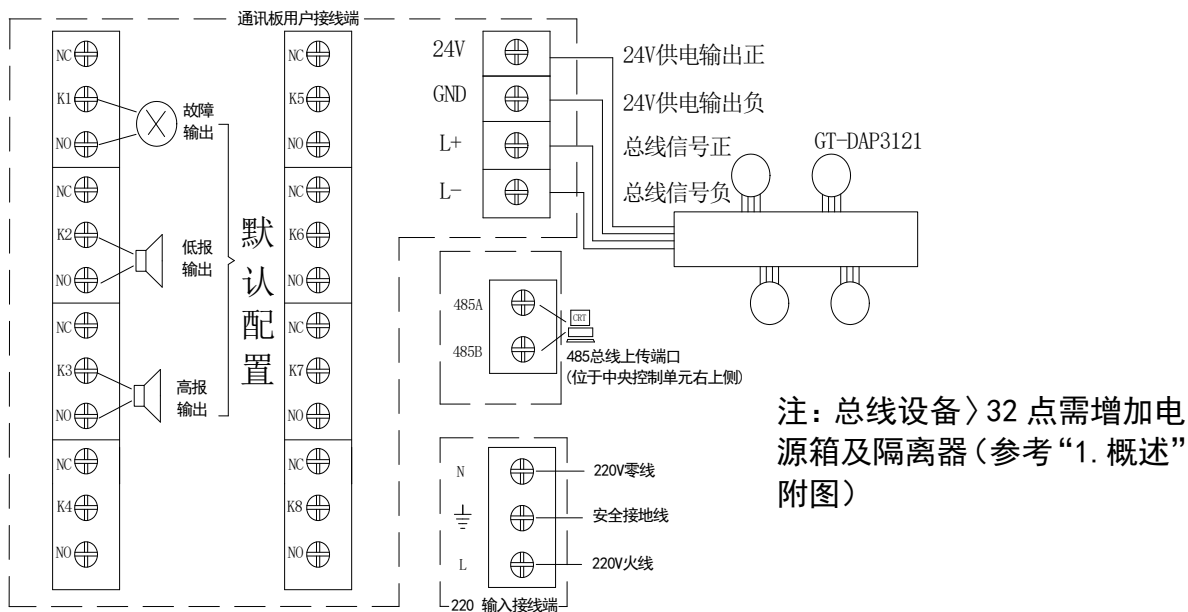 通讯板用户接线端
NC
K1
NO
故障
输出
NC
K2
NO
低报
输出
NC
K3
NO
高报
输出
NC
K4
NO
默认配置
NC
K5
NO
NC
K6
NO
NC
K7
NO
NC
K8
NO
24V
GND
L+
L-
24V供电输出正
24V供电输出负
总线信号正
总线信号负
GT-DAP3121
485A
485B
CRT
485总线上传端口
(位于中央控制单元右上侧)
N
L
220V零线
安全接地线
220V火线
220 输入接线端
注：总线设备〉32 点需增加电
源箱及隔离器（参考“1. 概述”
附图）